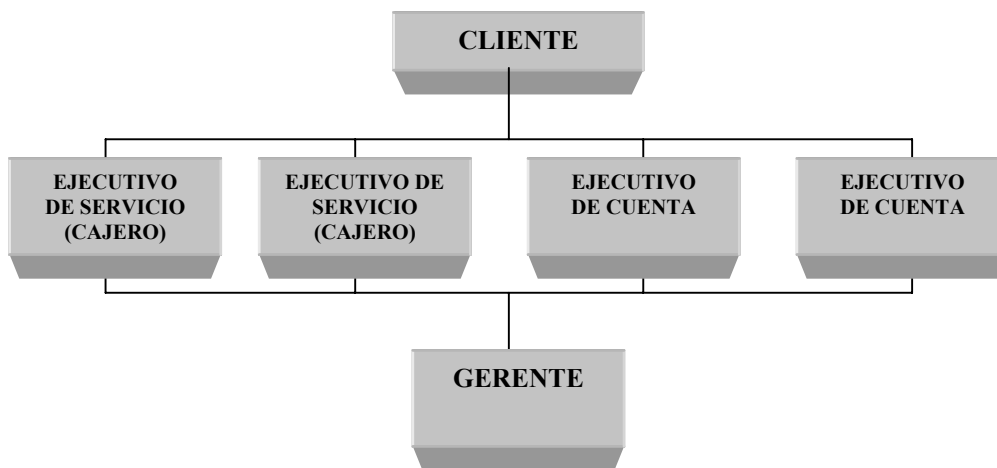 CLIENTE
EJECUTIVO
DE SERVICIO
(CAJERO)
EJECUTIVO DE
SERVICIO
(CAJERO)
EJECUTIVO
DE CUENTA
EJECUTIVO
DE CUENTA
GERENTE